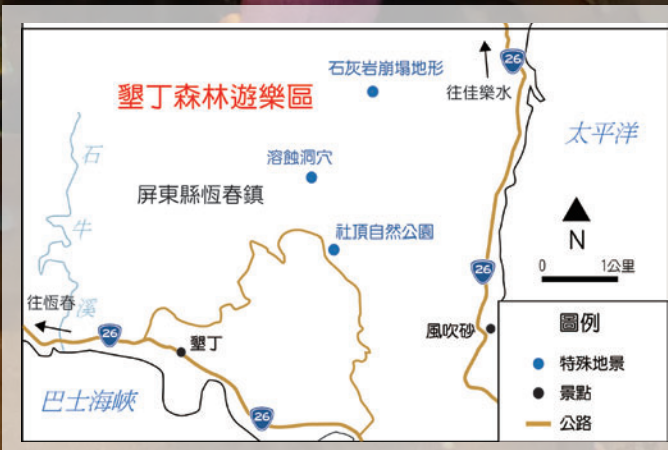 石灰岩崩塌地形
26
墾丁森林遊樂區
往佳樂水
太平洋
石
溶蝕洞穴
屏東縣恆春鎮
牛
社頂自然公園
N
26
0 1公里
往恆春
溪
26
墾丁
風吹砂
圖例
特殊地景
景點
公路
巴士海峽
26